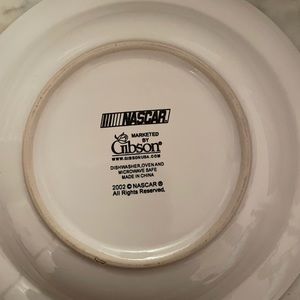 NASCAR
MARKETED
BY
Gibson®
WWW.GIBSONUSA.COM
DISHWASHER, OVEN AND
MICROWAVE SAFE
MADE IN CHINA
2002 © NASCAR ®
All Rights Reserved.